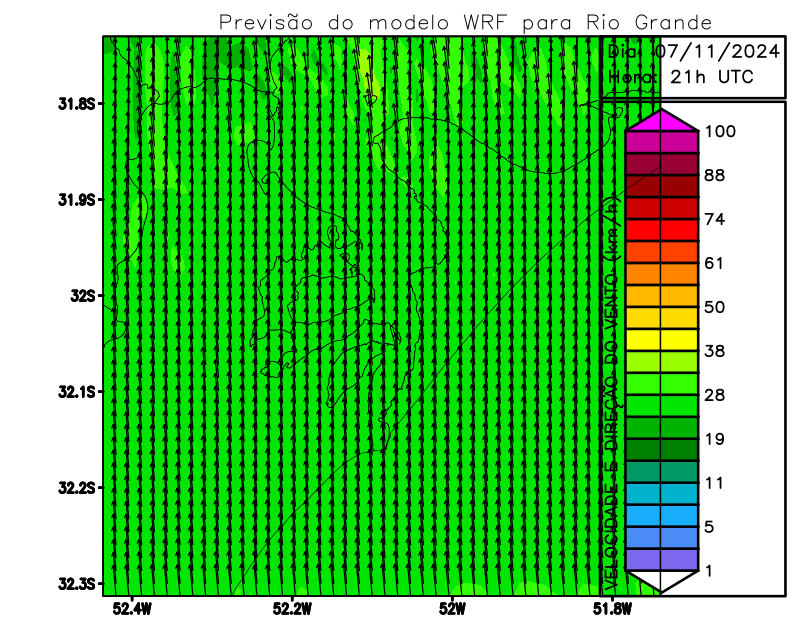 Previsão do modelo WRF para Rio Grande
Dia: 07/11/2024
Hora: 21h UTC
31.8S
31.9S
32S
32.1S
32.2S
32.3S
52.4W
52.2W
52W
51.8W
VELOCIDADE E DIREÇÃO DO VENTO (km/h)
100
88
74
61
50
38
28
19
11
5
1